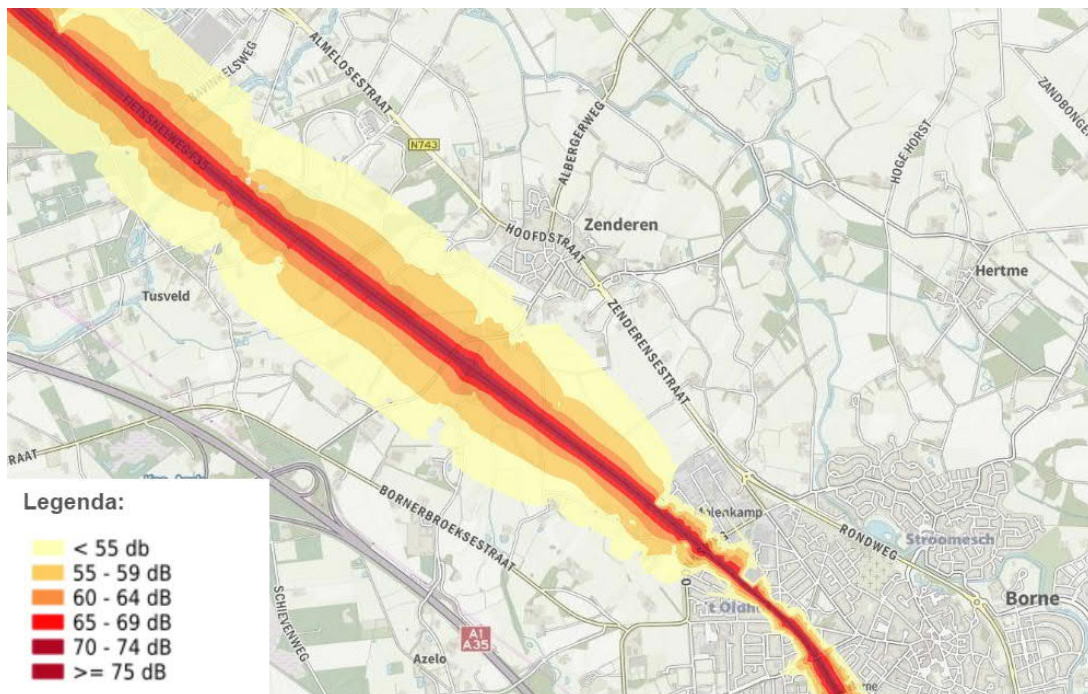 ALMELOSESTRAAT
FIETSSNELWEG F35
N743
ALBERGERWEG
HOGE HORST
Zenderen
HOOFDSTRAAT
Hertme
Tusveld
ZENDERENSESTRAAT
RAAT
BORNERBROEKSESTRAAT
RONDWEG
Stroomesch
Borne
SCHIEVENWEG
A1
A35
Azelo
Legenda:
< 55 db
55 - 59 dB
60 - 64 dB
65 - 69 dB
70 - 74 dB
>= 75 dB